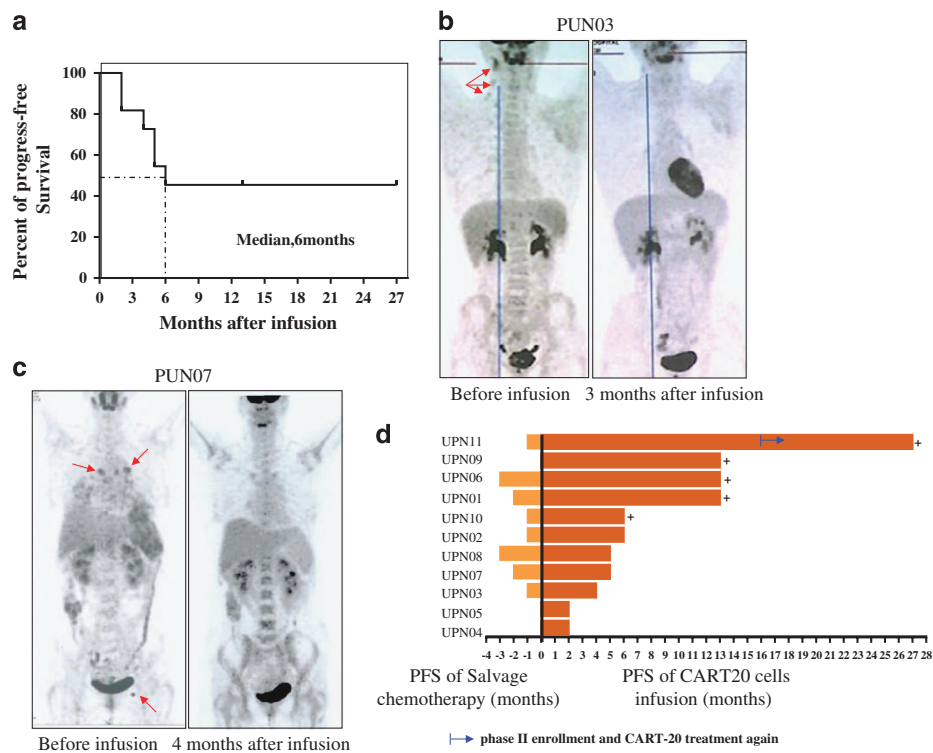 a
Percent of progress-free
Survival
100
80
60
40
20
0
Median,6months
0 3 6 9 12 15 18 21 24 27
Months after infusion
b
PUN03
Before infusion 3 months after infusion
c
PUN07
Before infusion 4 months after infusion
d
UPN11
UPN09
UPN06
UPN01
UPN10
UPN02
UPN08
UPN07
UPN03
UPN05
UPN04
+
+
+
+
+
-4 -3 -2 -1 0 1 2 3 4 5 6 7 8 9 10 11 12 13 14 15 16 17 18 19 20 21 22 23 24 25 26 27 28
PFS of Salvage
chemotherapy (months)
PFS of CART20 cells
infusion (months)
phase II enrollment and CART-20 treatment again